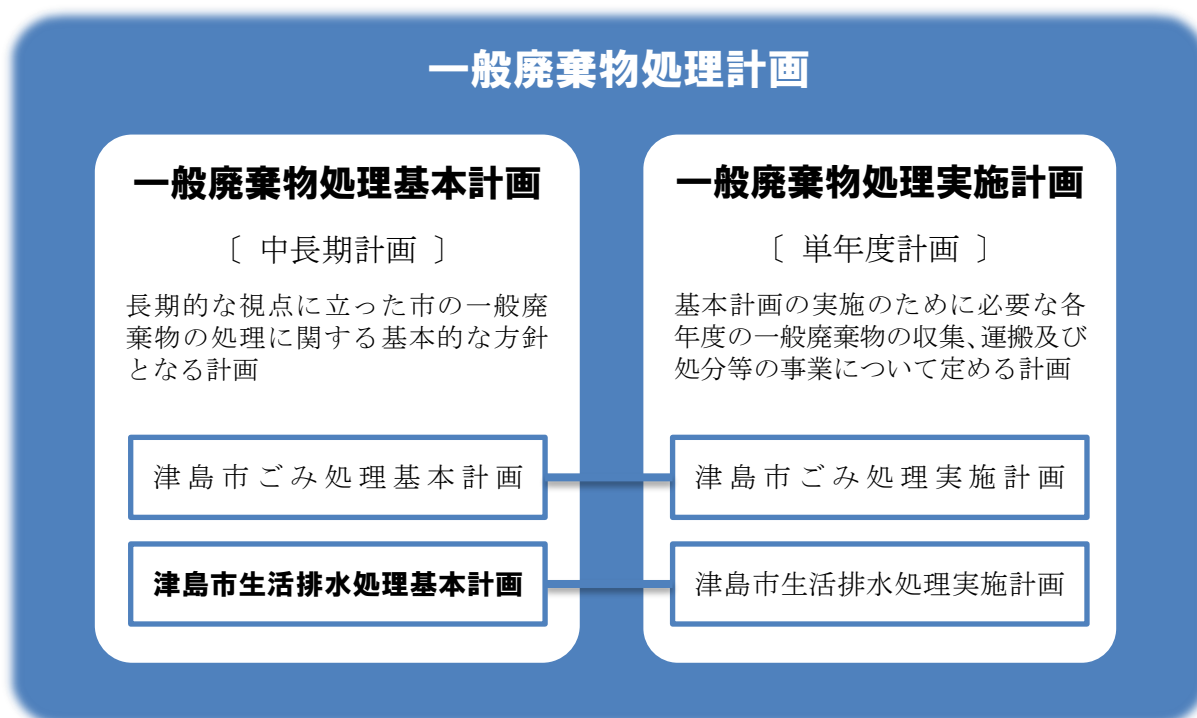 一般廃棄物処理計画
一般廃棄物処理基本計画
〔 中長期計画 〕
長期的な視点に立った市の一般廃
棄物の処理に関する基本的な方針
となる計画
津島市ごみ処理基本計画
津島市生活排水処理基本計画
一般廃棄物処理実施計画
〔 単年度計画 〕
基本計画の実施のために必要な各
年度の一般廃棄物の収集、運搬及び
処分等の事業について定める計画
津島市ごみ処理実施計画
津島市生活排水処理実施計画